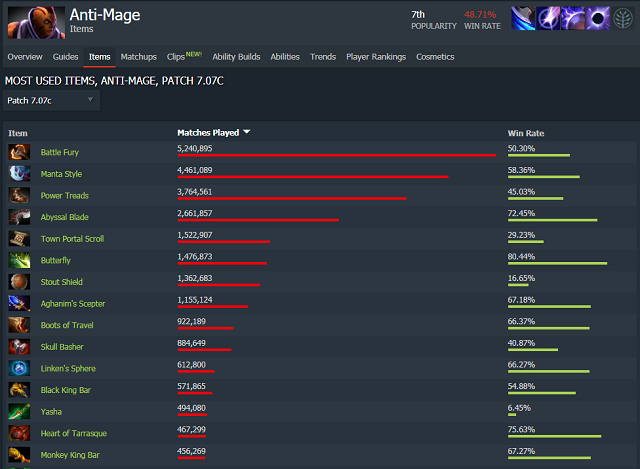 Anti-Mage
Items
7th
POPULARITY
48.71%
WIN RATE
Overview Guides Items Matchups Clips NEW! Ability Builds Abilities Trends Player Rankings Cosmetics
MOST USED ITEMS, ANTI-MAGE, PATCH 7.07C
Patch 7.07c
Item Matches Played Win Rate
Battle Fury 5,240,895 50.30%
Manta Style 4,461,089 58.36%
Power Treads 3,764,561 45.03%
Abyssal Blade 2,661,857 72.45%
Town Portal Scroll 1,522,907 29.23%
Butterfly 1,476,873 80.44%
Stout Shield 1,362,683 16.65%
Aghanim's Scepter 1,155,124 67.18%
Boots of Travel 922,189 66.37%
Skull Basher 884,649 40.87%
Linken's Sphere 612,800 66.27%
Black King Bar 571,865 54.88%
Yasha 494,080 6.45%
Heart of Tarrasque 467,299 75.63%
Monkey King Bar 456,269 67.27%